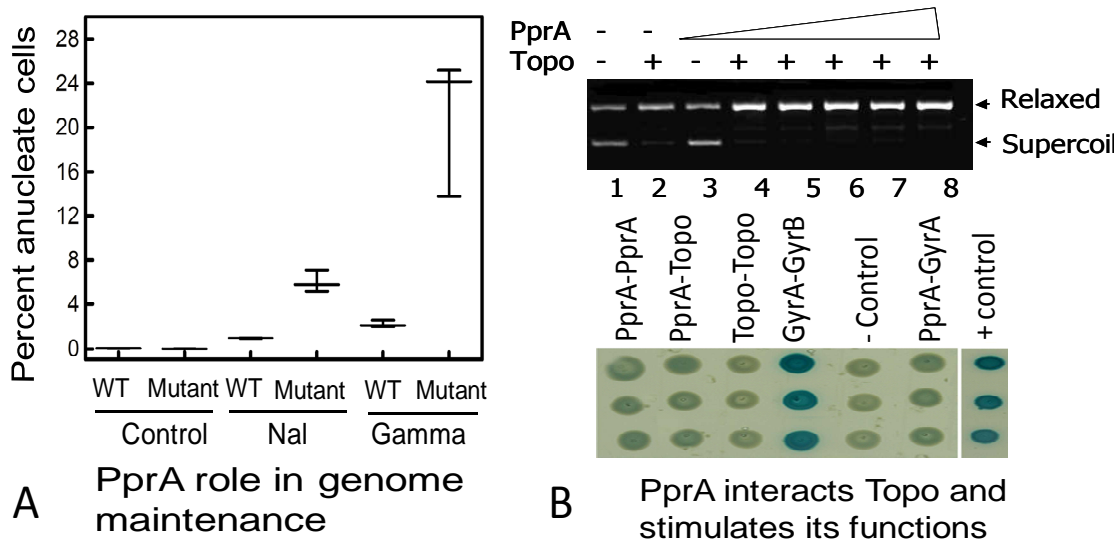 28
24
20
16
12
8
4
0
Percent anucleate cells
WT Mutant WT Mutant WT Mutant
Control Nal Gamma
A
PprA role in genome
maintenance
PprA - -
Topo - + - + + + + +
Relaxed
Supercoil
1 2 3 4 5 6 7 8
PprA-PprA
PprA-Topo
Topo-Topo
GyrA-GyrB
- Control
PprA-GyrA
+ control
B
PprA interacts Topo and
stimulates its functions